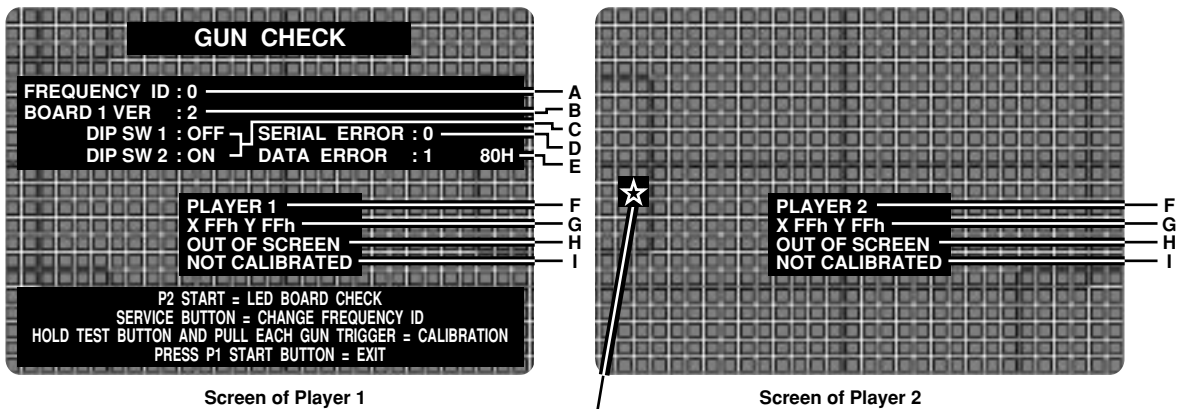 GUN CHECK
FREQUENCY ID : 0
BOARD 1 VER : 2
DIP SW 1 : OFF SERIAL ERROR : 0
DIP SW 2 : ON DATA ERROR : 1 80H
A
B
C
D
E
PLAYER 1
X FFh Y FFh
OUT OF SCREEN
NOT CALIBRATED
F
G
H
I
P2 START = LED BOARD CHECK
SERVICE BUTTON = CHANGE FREQUENCY ID
HOLD TEST BUTTON AND PULL EACH GUN TRIGGER = CALIBRATION
PRESS P1 START BUTTON = EXIT
Screen of Player 1
PLAYER 2
X FFh Y FFh
OUT OF SCREEN
NOT CALIBRATED
F
G
H
I
Screen of Player 2